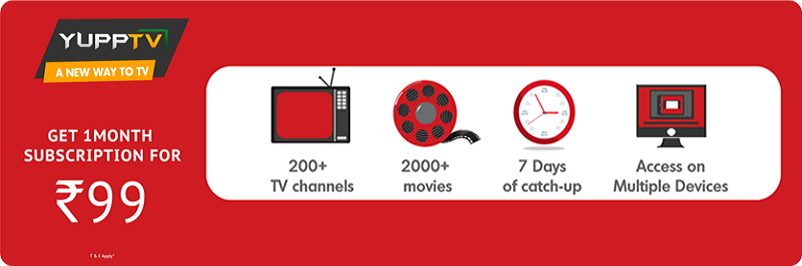 YUPPTV
A NEW WAY TO TV
GET 1MONTH
SUBSCRIPTION FOR
₹99
T & C Apply*
200+
TV channels
2000+
movies
7 Days
of catch-up
Access on
Multiple Devices